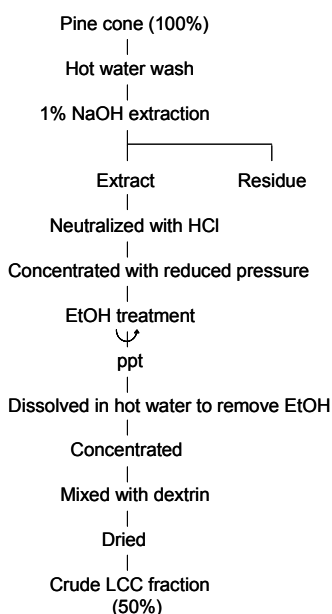 Pine cone (100%)
Hot water wash
1% NaOH extraction
Extract
Residue
Neutralized with HCl
Concentrated with reduced pressure
EtOH treatment
ppt
Dissolved in hot water to remove EtOH
Concentrated
Mixed with dextrin
Dried
Crude LCC fraction
(50%)